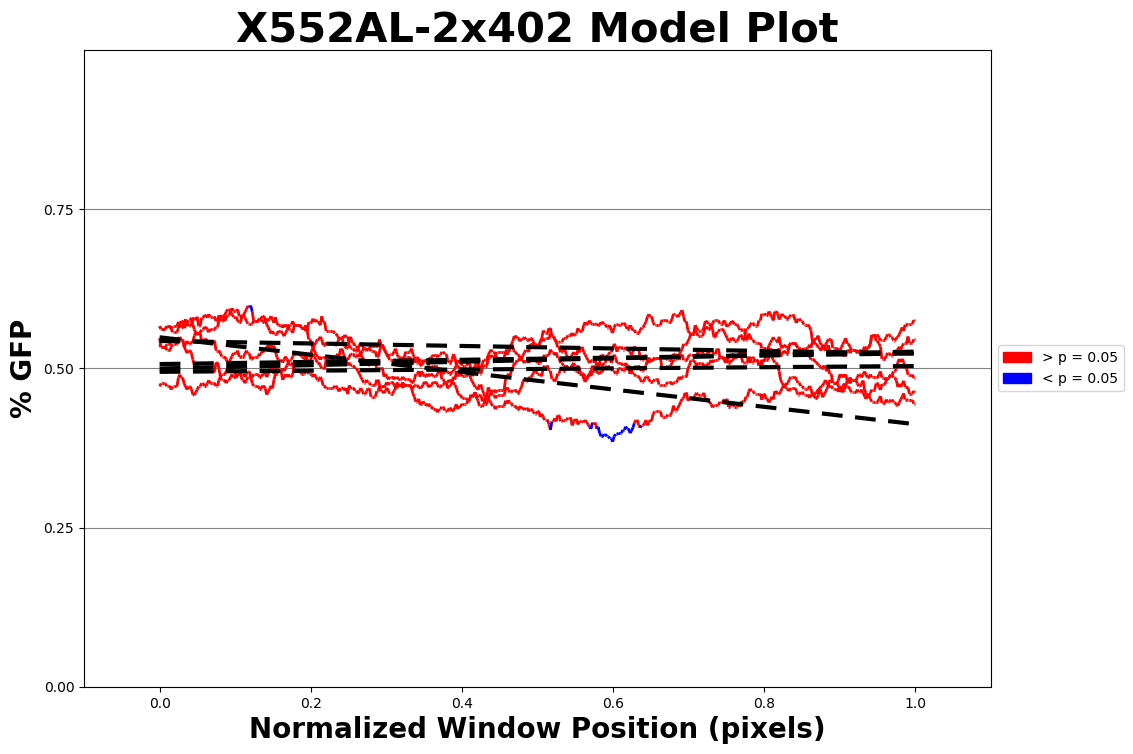 X552AL-2x402 Model Plot
% GFP
0.75
0.50
0.25
0.00
0.0 0.2 0.4 0.6 0.8 1.0
Normalized Window Position (pixels)
> p = 0.05
< p = 0.05